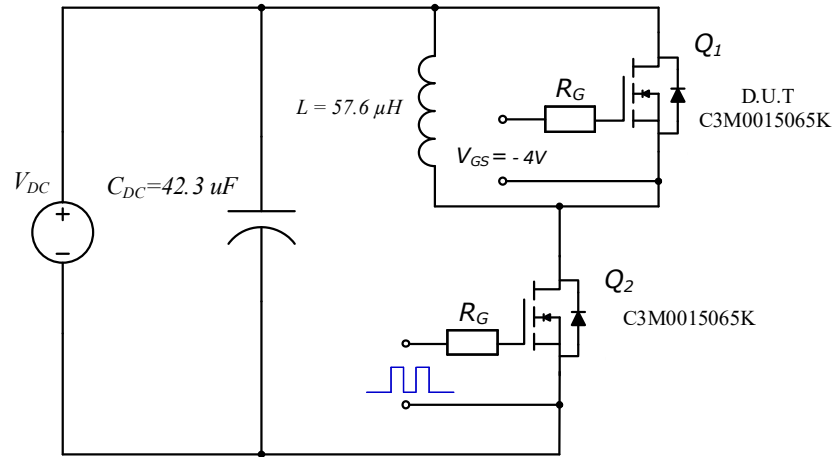 Q1
D.U.T
C3M0015065K
RG
L = 57.6 μH
VGS = - 4V
VDC
CDC=42.3 uF
+
−
Q2
C3M0015065K
RG